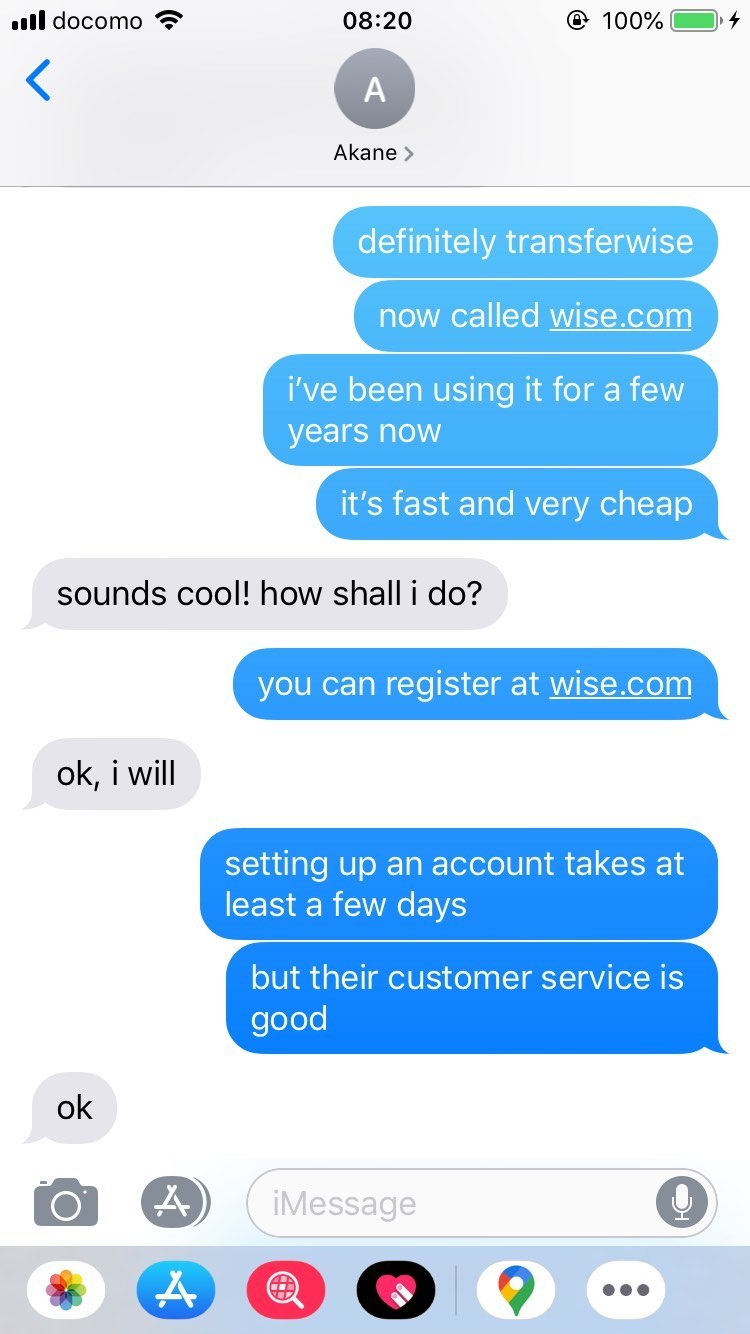 docomo 08:20 100%
A
Akane
definitely transferwise
now called wise.com
i’ve been using it for a few
years now
it’s fast and very cheap
sounds cool! how shall i do?
you can register at wise.com
ok, i will
setting up an account takes at
least a few days
but their customer service is
good
ok
iMessage